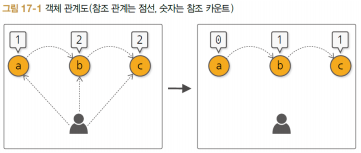 그림 17-1 객체 관계도(참조 관계는 점선, 숫자는 참조 카운트)
1 2 2
a b c
0 1 1
a b c